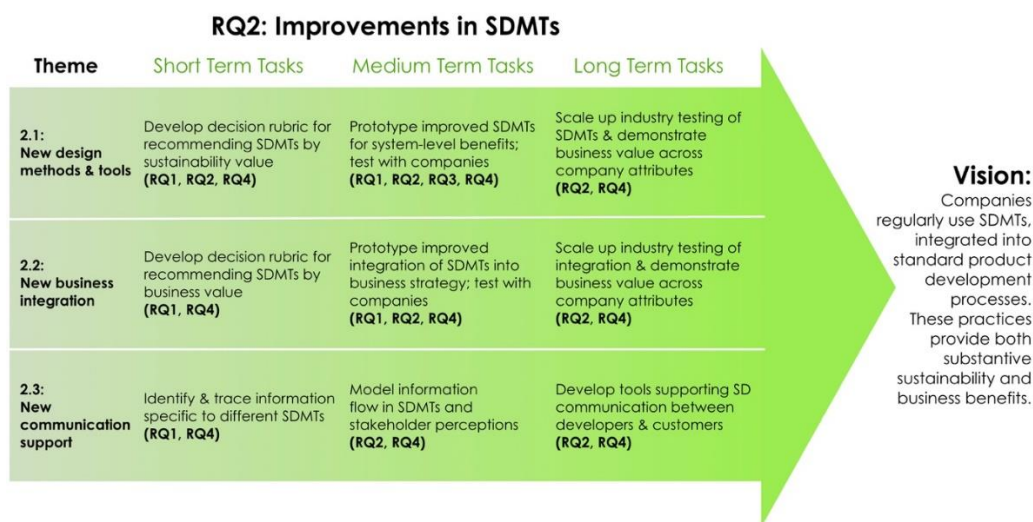 RQ2: Improvements in SDMTs
Theme
Short Term Tasks
Medium Term Tasks
Long Term Tasks
2.1:
New design
methods & tools
Develop decision rubric for
recommending SDMTs by
sustainability value
(RQ1, RQ2, RQ4)
Prototype improved SDMTs
for system-level benefits;
test with companies
(RQ1, RQ2, RQ3, RQ4)
Scale up industry testing of
SDMTs & demonstrate
business value across
company attributes
(RQ2, RQ4)
2.2:
New business
integration
Develop decision rubric for
recommending SDMTs by
business value
(RQ1, RQ4)
Prototype improved
integration of SDMTs into
business strategy; test with
companies
(RQ1, RQ2, RQ4)
Scale up industry testing of
integration & demonstrate
business value across
company attributes
(RQ2, RQ4)
2.3:
New
communication
support
Identify & trace information
specific to different SDMTs
(RQ1, RQ4)
Model information
flow in SDMTs and
stakeholder perceptions
(RQ2, RQ4)
Develop tools supporting SD
communication between
developers & customers
(RQ2, RQ4)
Vision:
Companies
regularly use SDMTs,
integrated into
standard product
development
processes.
These practices
provide both
substantive
sustainability and
business benefits.